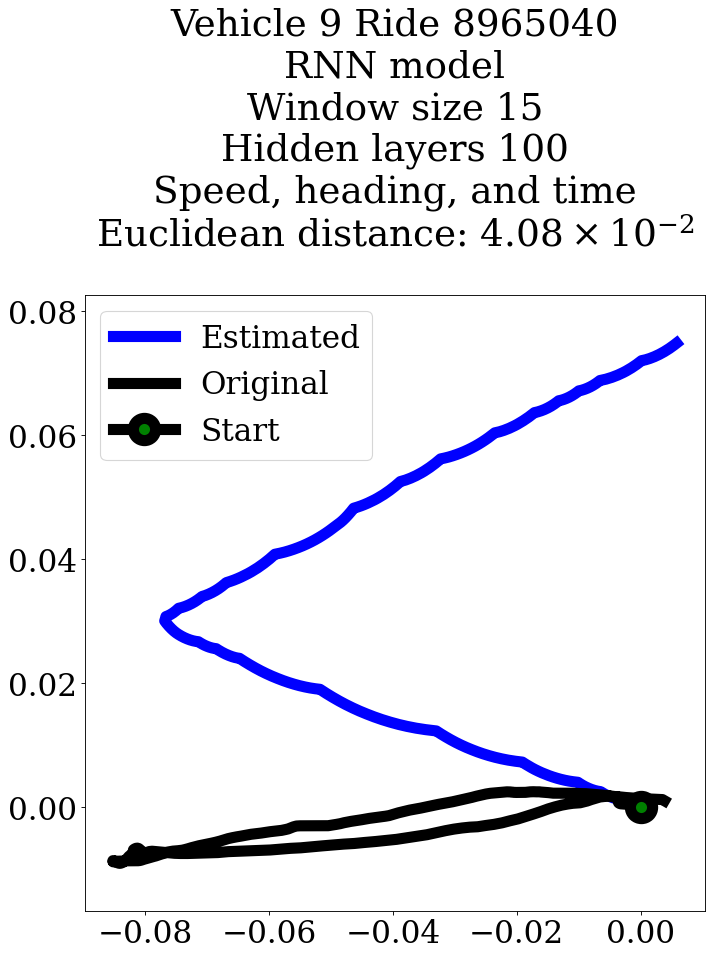 Vehicle 9 Ride 8965040
RNN model
Window size 15
Hidden layers 100
Speed, heading, and time
Euclidean distance: 4.08 × 10⁻²
0.08
0.06
0.04
0.02
0.00
Estimated
Original
Start
−0.08 −0.06 −0.04 −0.02 0.00